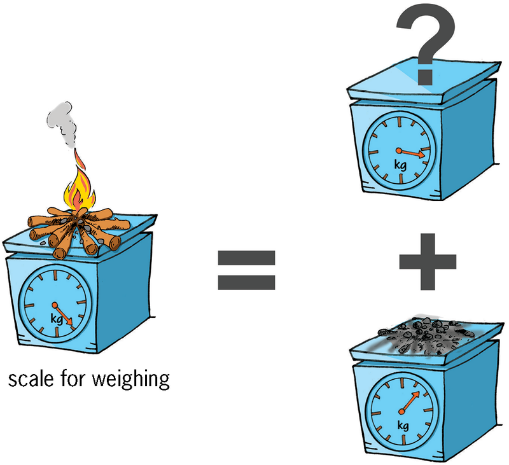 ?
kg
kg
=
+
scale for weighing
kg